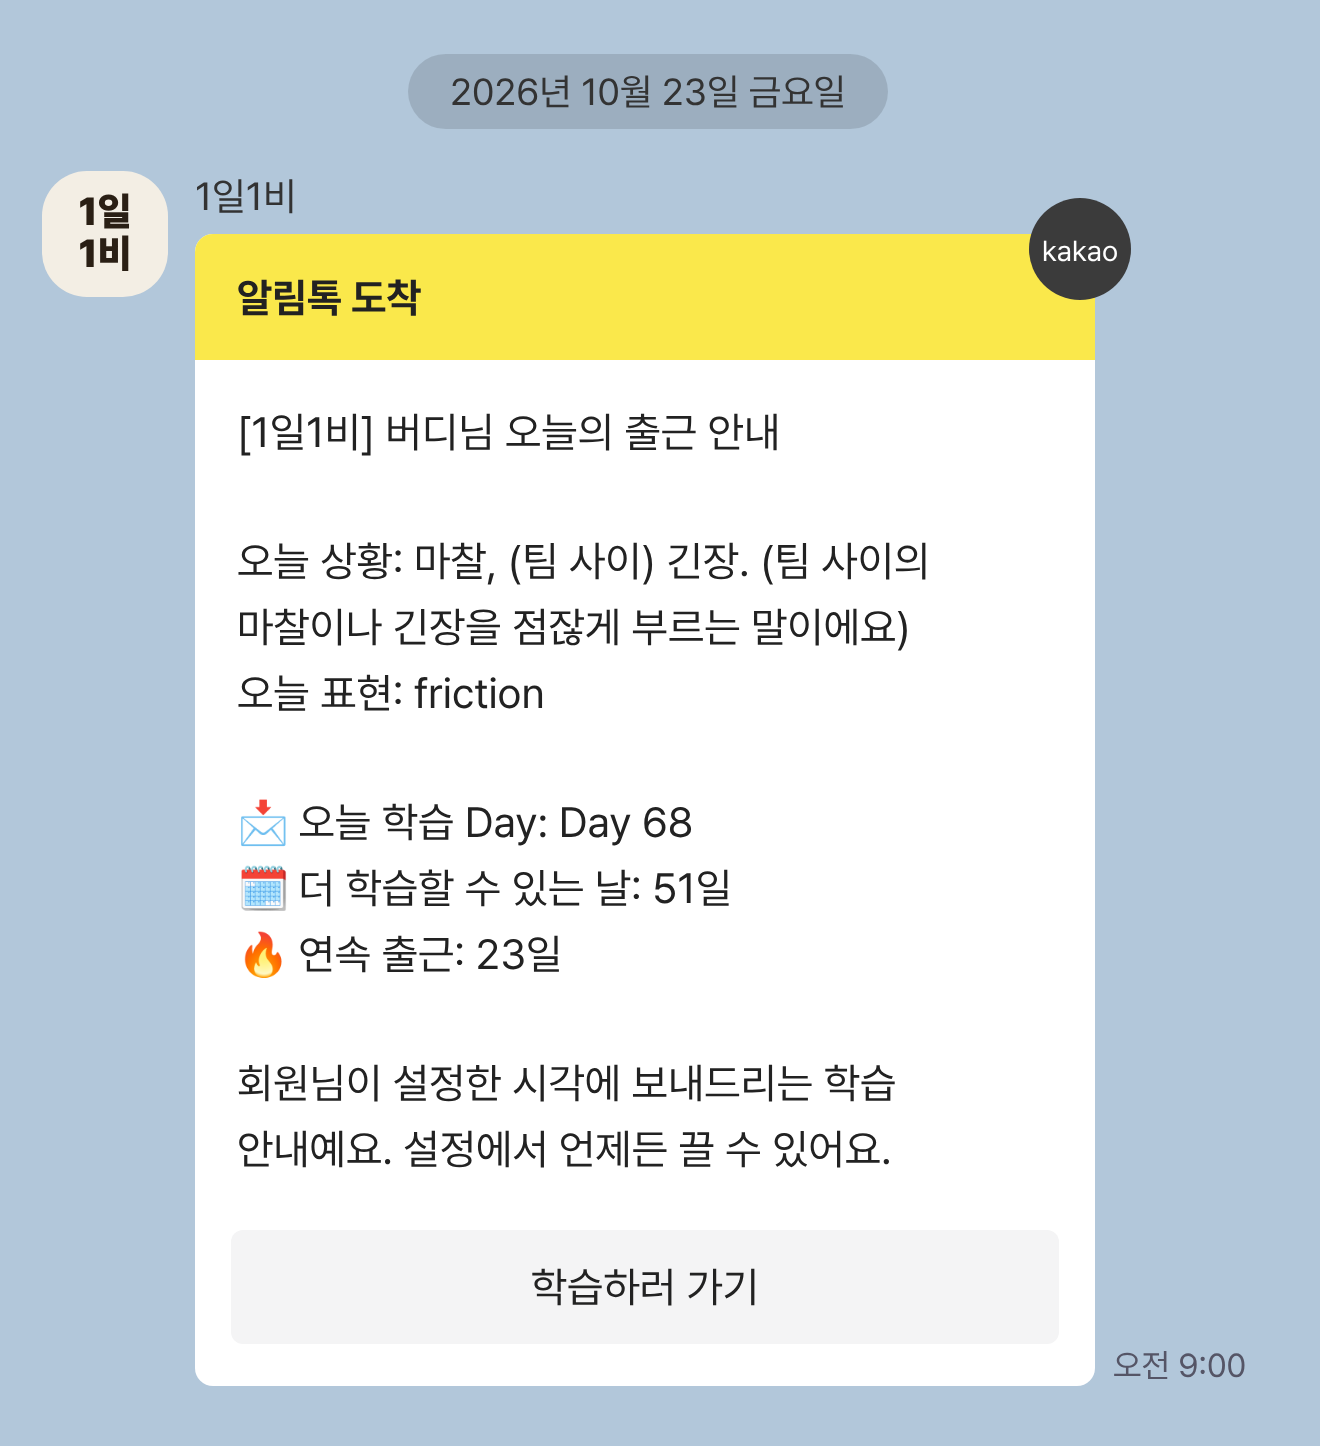 2026년 10월 23일 금요일
1일
1비
1일1비
kakao
알림톡 도착
[1일1비] 버디님 오늘의 출근 안내
오늘 상황: 마찰, (팀 사이) 긴장. (팀 사이의
마찰이나 긴장을 점잖게 부르는 말이에요)
오늘 표현: friction
📩 오늘 학습 Day: Day 68
🗓️ 더 학습할 수 있는 날: 51일
🔥 연속 출근: 23일
회원님이 설정한 시각에 보내드리는 학습
안내예요. 설정에서 언제든 끌 수 있어요.
학습하러 가기
오전 9:00